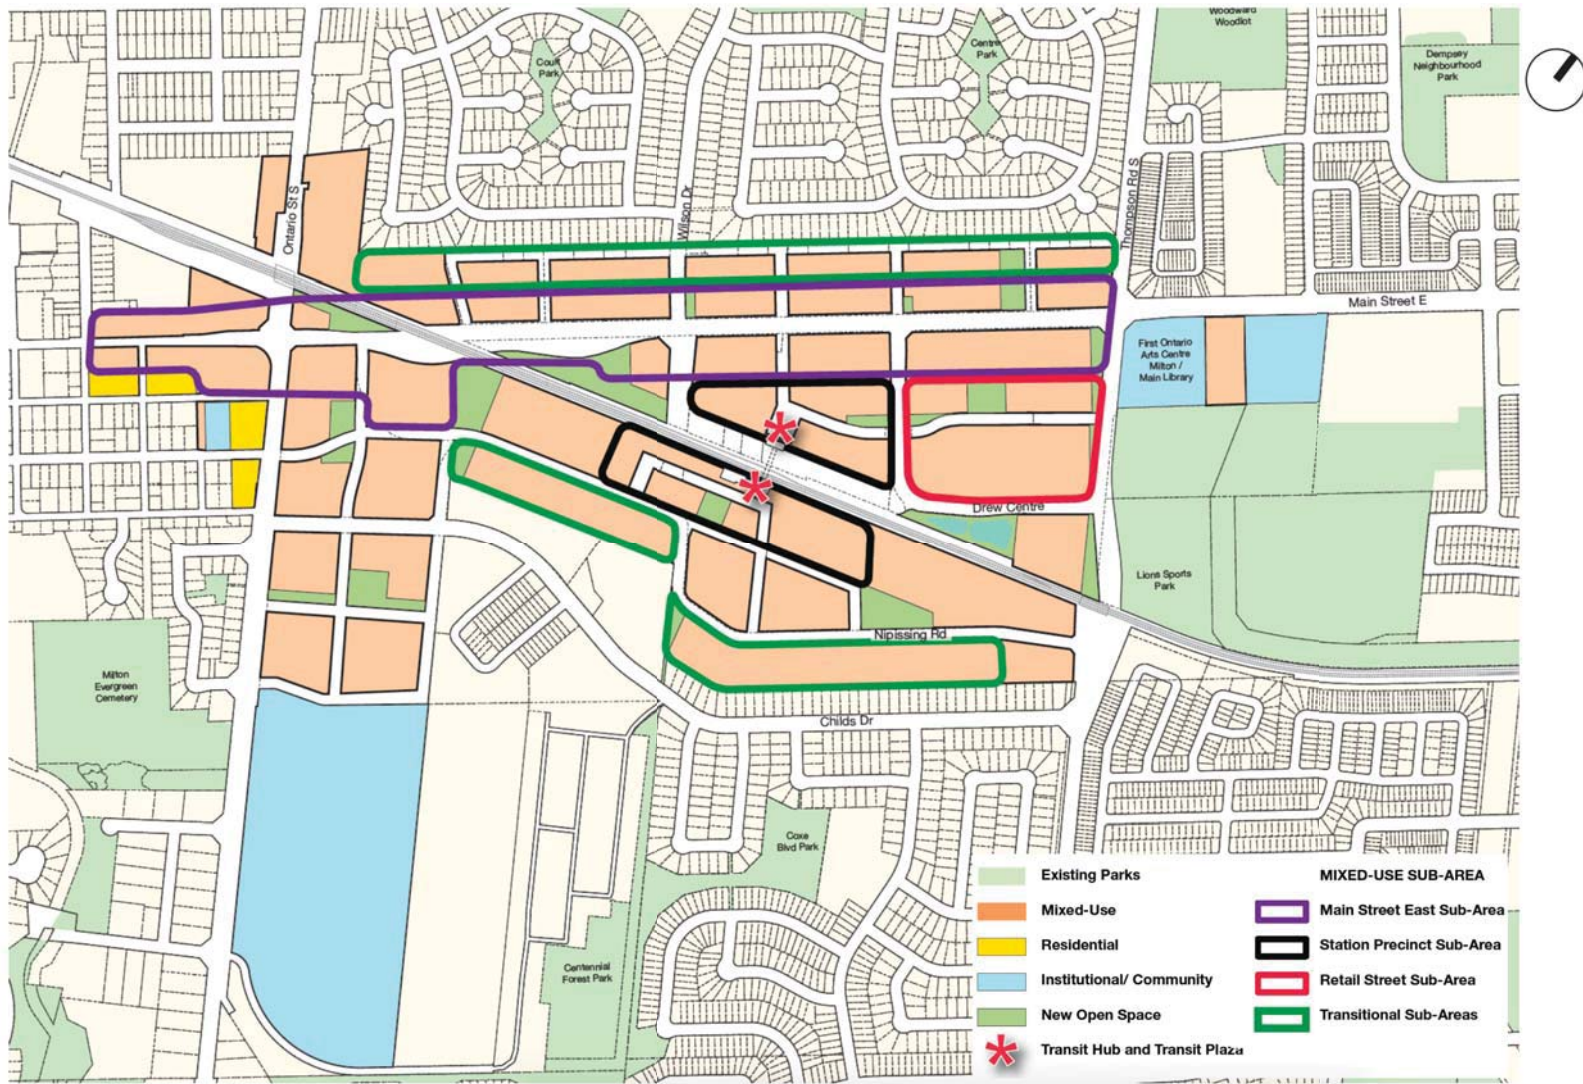 Woodward
Woodlot
Court
Park
Centre
Park
Dempsey
Neighbourhood
Park
Ontario St S
Wilson Dr
Thompson Rd S
Main Street E
First Ontario
Arts Centre
Milton /
Main Library
Drew Centre
Lions Sports
Park
Nipissing Rd
Milton
Evergreen
Cemetery
Childs Dr
Coxe
Blvd Park
Centennial
Forest Park
Existing Parks
Mixed-Use
Residential
Institutional/ Community
New Open Space
Transit Hub and Transit Plaza
MIXED-USE SUB-AREA
Main Street East Sub-Area
Station Precinct Sub-Area
Retail Street Sub-Area
Transitional Sub-Areas